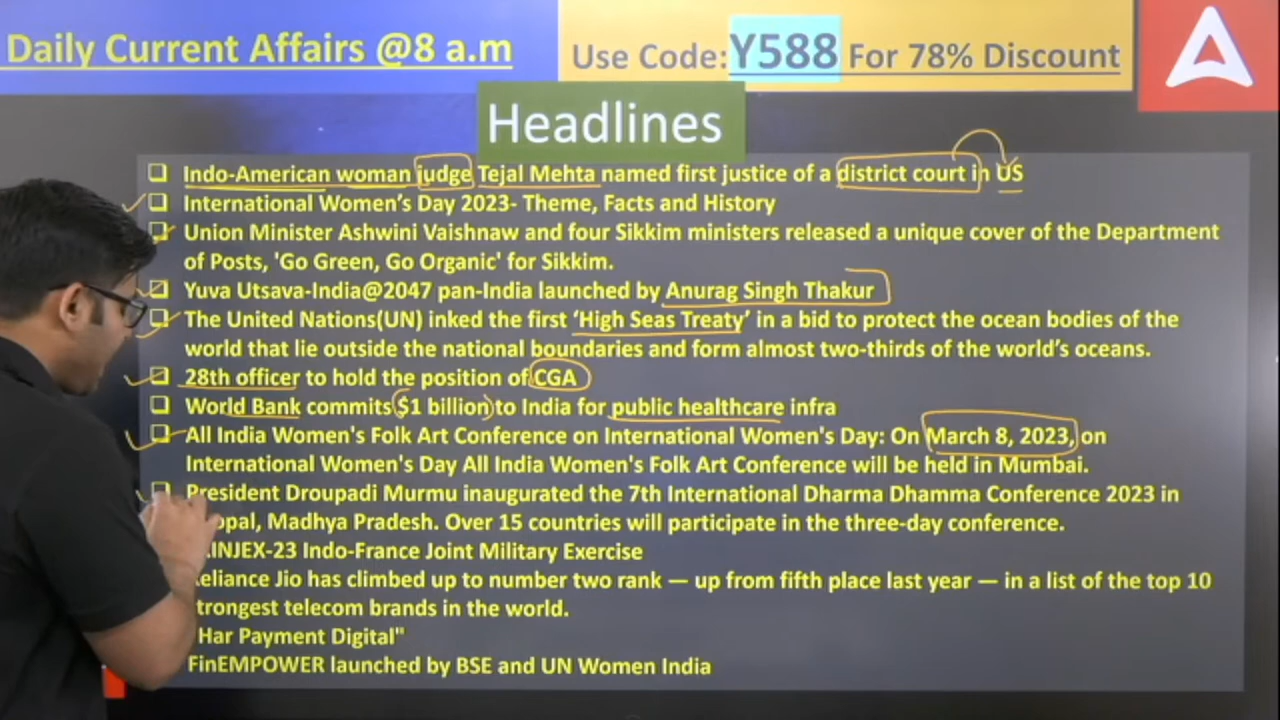 Daily Current Affairs @8 a.m
Use Code:Y588 For 78% Discount
Headlines
Indo-American woman judge Tejal Mehta named first justice of a district court in US
International Women's Day 2023- Theme, Facts and History
Union Minister Ashwini Vaishnaw and four Sikkim ministers released a unique cover of the Department
of Posts, 'Go Green, Go Organic' for Sikkim.
Yuva Utsava-India@2047 pan-India launched by Anurag Singh Thakur
The United Nations(UN) inked the first ‘High Seas Treaty’ in a bid to protect the ocean bodies of the
world that lie outside the national boundaries and form almost two-thirds of the world’s oceans.
28th officer to hold the position of CGA
World Bank commits $1 billion to India for public healthcare infra
All India Women's Folk Art Conference on International Women's Day: On March 8, 2023, on
International Women's Day All India Women's Folk Art Conference will be held in Mumbai.
President Droupadi Murmu inaugurated the 7th International Dharma Dhamma Conference 2023 in
Madhya Pradesh. Over 15 countries will participate in the three-day conference.
Indo-France Joint Military Exercise
Jio has climbed up to number two rank — up from fifth place last year — in a list of the top 10
telecom brands in the world.
Har Payment Digital"
FinEMPOWER launched by BSE and UN Women India